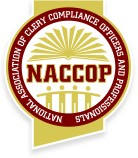 NATIONAL ASSOCIATION OF CLERY COMPLIANCE OFFICERS AND PROFESSIONALS
NACCOP